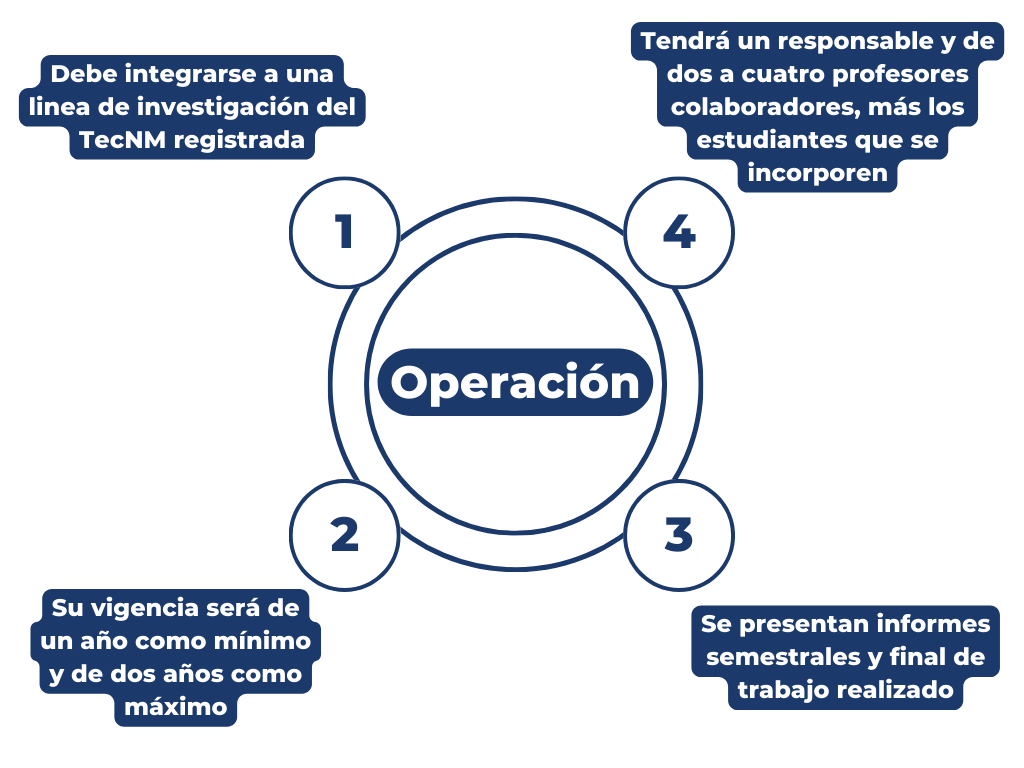 Debe integrarse a una
linea de investigación del
TecNM registrada
1
Tendrá un responsable y de
dos a cuatro profesores
colaboradores, más los
estudiantes que se
incorporen
4
Operación
2
Su vigencia será de
un año como mínimo
y de dos años como
máximo
3
Se presentan informes
semestrales y final de
trabajo realizado